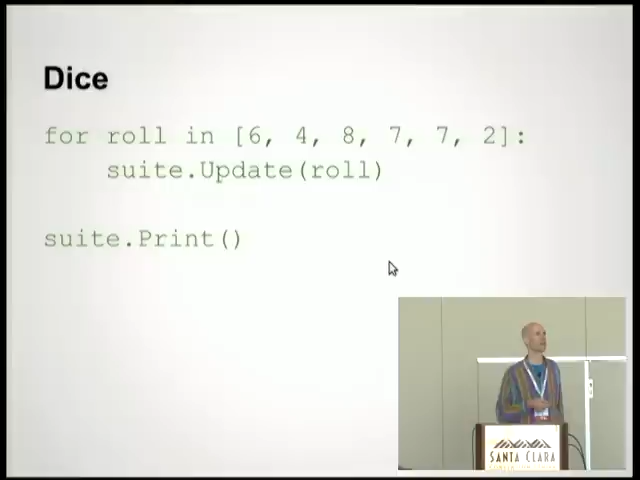 Dice
for roll in [6, 4, 8, 7, 7, 2]:
suite.Update(roll)
suite.Print()
SANTA CLARA